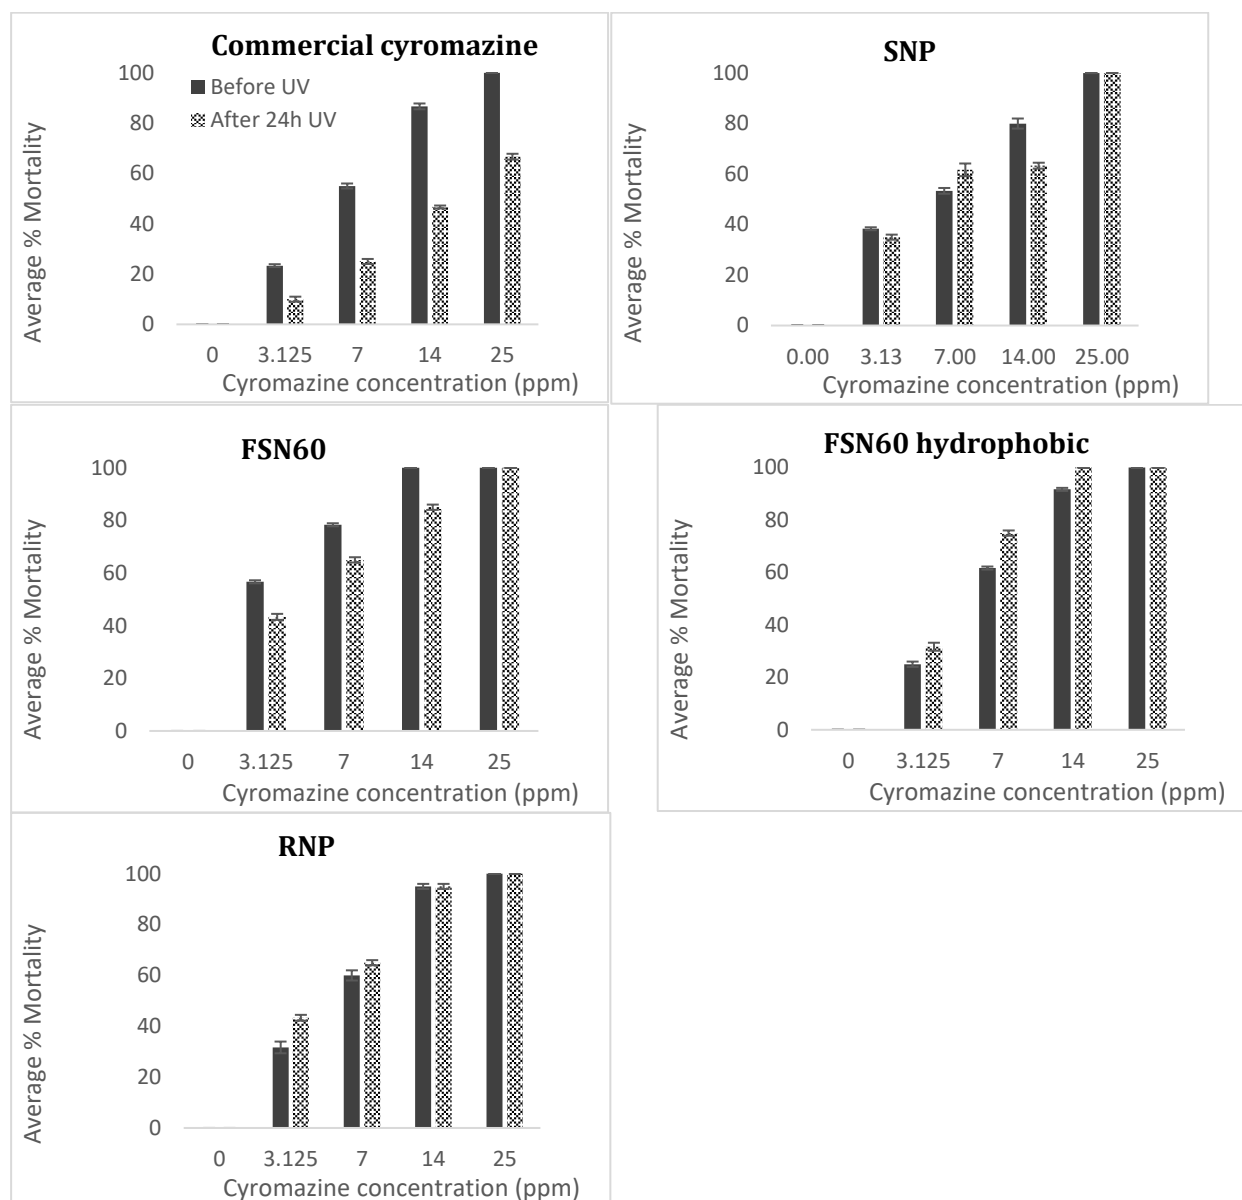 Commercial cyromazine
Before UV
After 24h UV
Average % Mortality
100
80
60
40
20
0
0 3.125 7 14 25
Cyromazine concentration (ppm)
SNP
Average % Mortality
100
80
60
40
20
0
0.00 3.13 7.00 14.00 25.00
Cyromazine concentration (ppm)
FSN60
Average % Mortality
100
80
60
40
20
0
0 3.125 7 14 25
Cyromazine concentration (ppm)
FSN60 hydrophobic
Average % Mortality
100
80
60
40
20
0
0 3.125 7 14 25
Cyromazine concentration (ppm)
RNP
Average % Mortality
100
80
60
40
20
0
0 3.125 7 14 25
Cyromazine concentration (ppm)